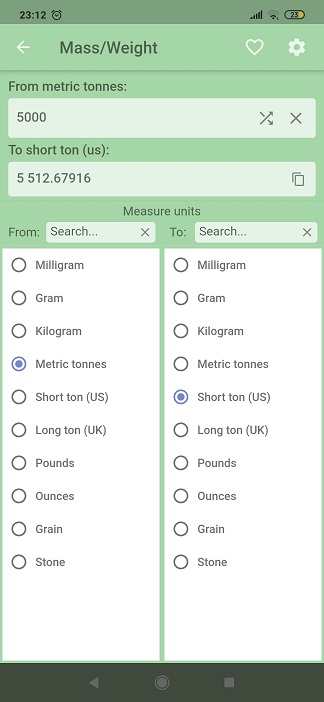 23:12
23
Mass/Weight
From metric tonnes:
5000
To short ton (us):
5 512.67916
Measure units
From: Search... To: Search...
Milligram Milligram
Gram Gram
Kilogram Kilogram
Metric tonnes Metric tonnes
Short ton (US) Short ton (US)
Long ton (UK) Long ton (UK)
Pounds Pounds
Ounces Ounces
Grain Grain
Stone Stone